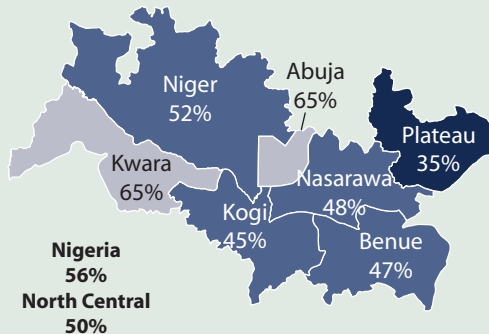 Niger
52%
Abuja
65%
Plateau
35%
Kwara
65%
Nasarawa
48%
Kogi
45%
Benue
47%
Nigeria
56%
North Central
50%